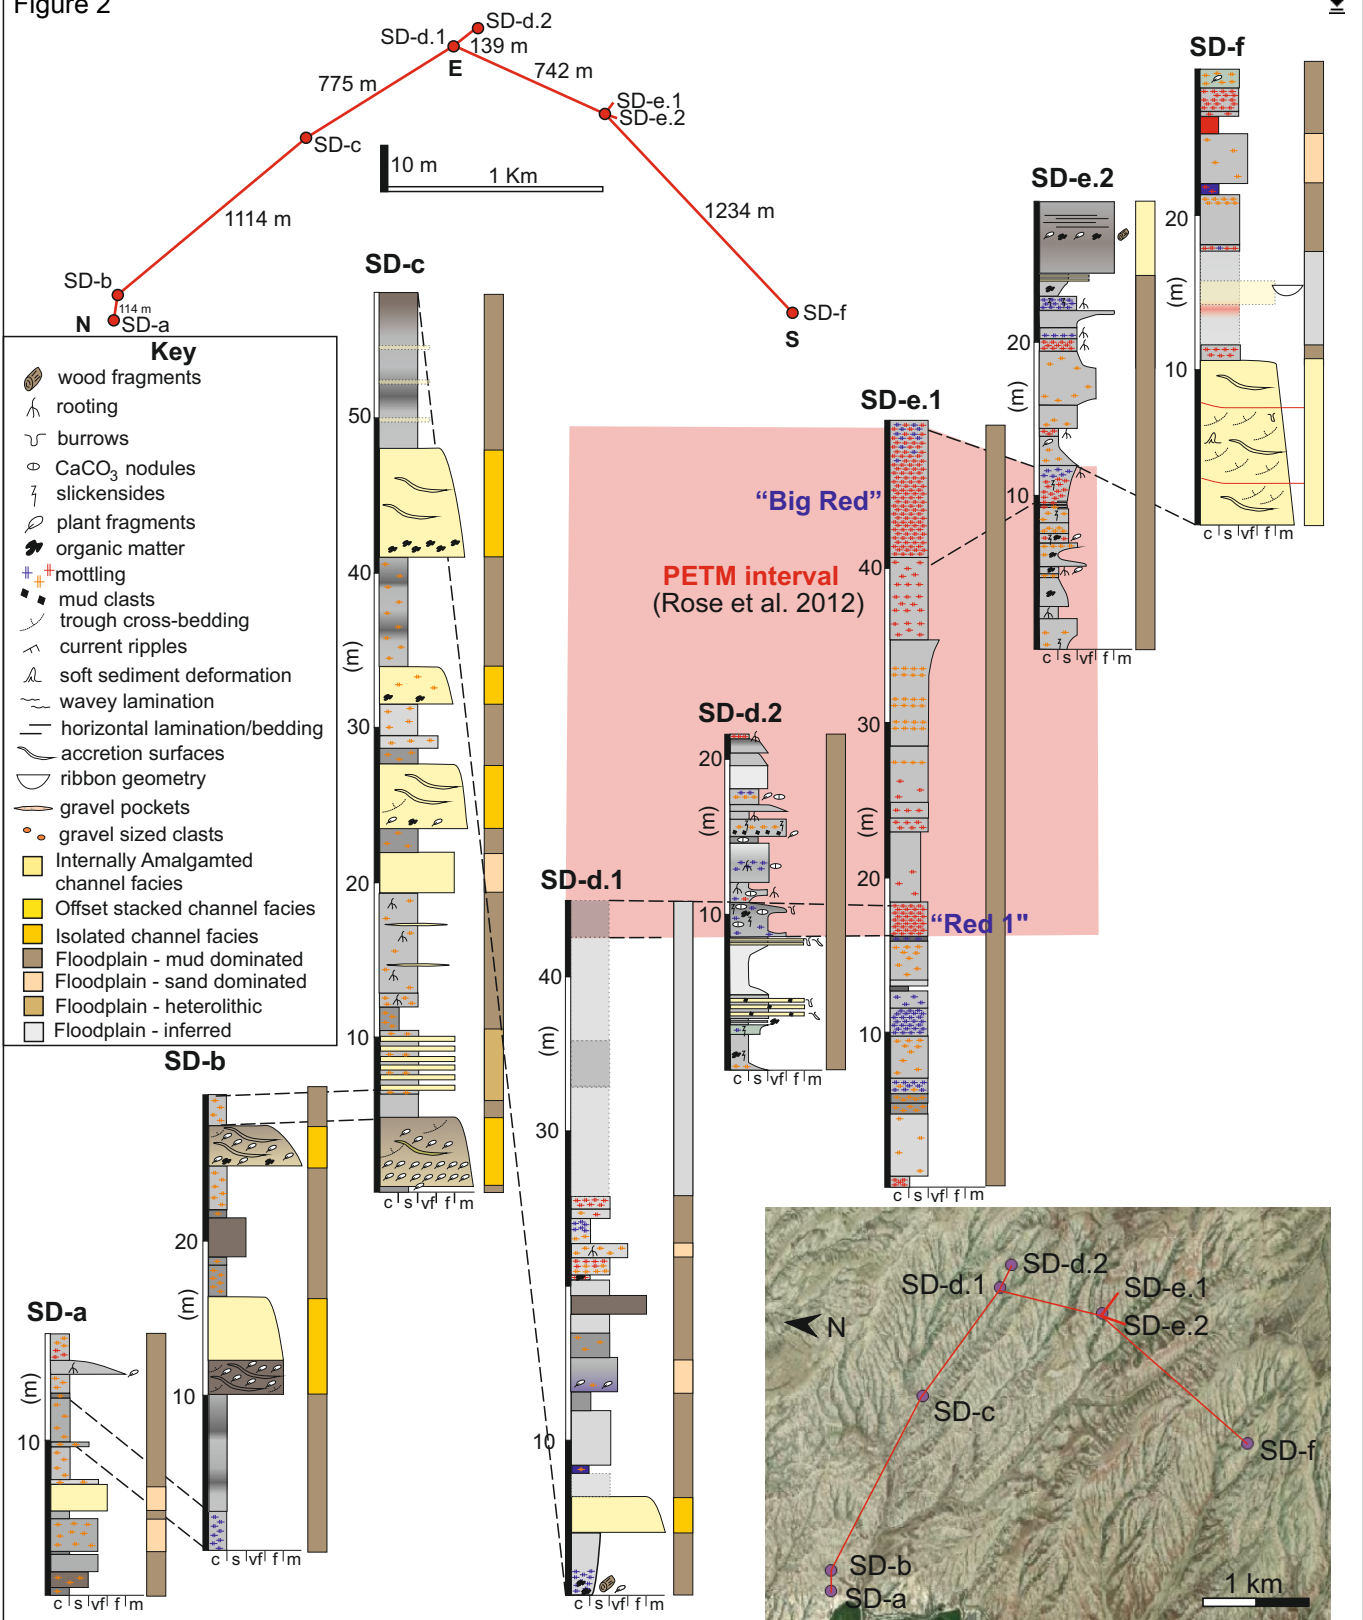 Figure 2
SD-d.2
SD-d.1
139 m
E
775 m
742 m
SD-e.1
SD-e.2
SD-c
10 m
1 Km
1114 m
1234 m
SD-b
114 m
N
SD-a
SD-f
S
Key
wood fragments
rooting
burrows
CaCO3 nodules
slickensides
plant fragments
organic matter
mottling
mud clasts
trough cross-bedding
current ripples
soft sediment deformation
wavey lamination
horizontal lamination/bedding
accretion surfaces
ribbon geometry
gravel pockets
gravel sized clasts
Internally Amalgamted
channel facies
Offset stacked channel facies
Isolated channel facies
Floodplain - mud dominated
Floodplain - sand dominated
Floodplain - heterolithic
Floodplain - inferred
SD-a
(m)
10
c s vf f m
SD-b
20
(m)
10
c s vf f m
SD-c
50
40
(m)
30
20
10
c s vf f m
SD-d.1
40
(m)
30
10
c s vf f m
SD-d.2
20
(m)
10
c s vf f m
PETM interval
(Rose et al. 2012)
SD-e.1
“Big Red”
40
30
(m)
20
“Red 1"
10
c s vf f m
SD-e.2
20
(m)
10
c s vf f m
SD-f
20
(m)
10
c s vf f m
N
SD-d.2
SD-d.1
SD-e.1
SD-e.2
SD-c
SD-f
SD-b
SD-a
1 km